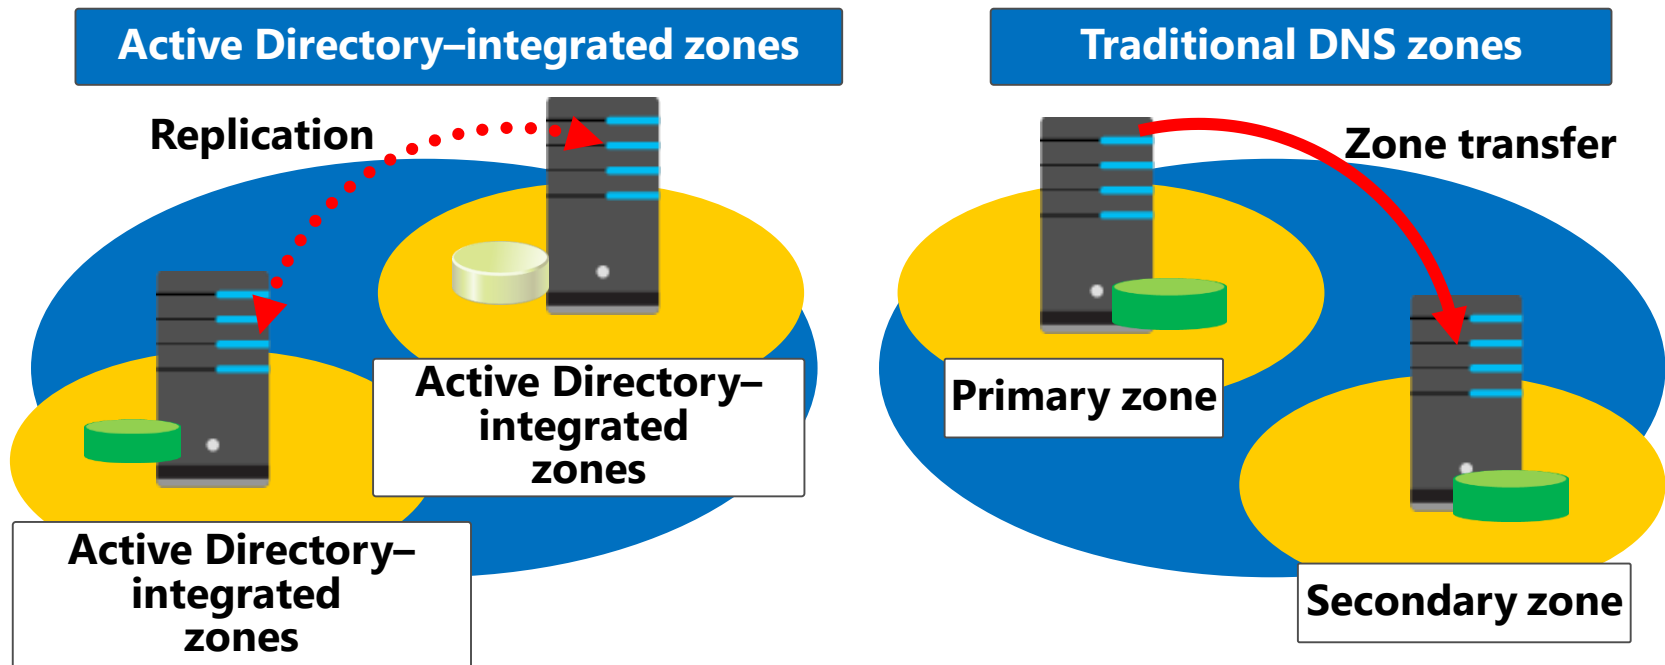 Active Directory–integrated zones
Replication
Active Directory–
integrated
zones
Active Directory–
integrated
zones
Traditional DNS zones
Zone transfer
Primary zone
Secondary zone